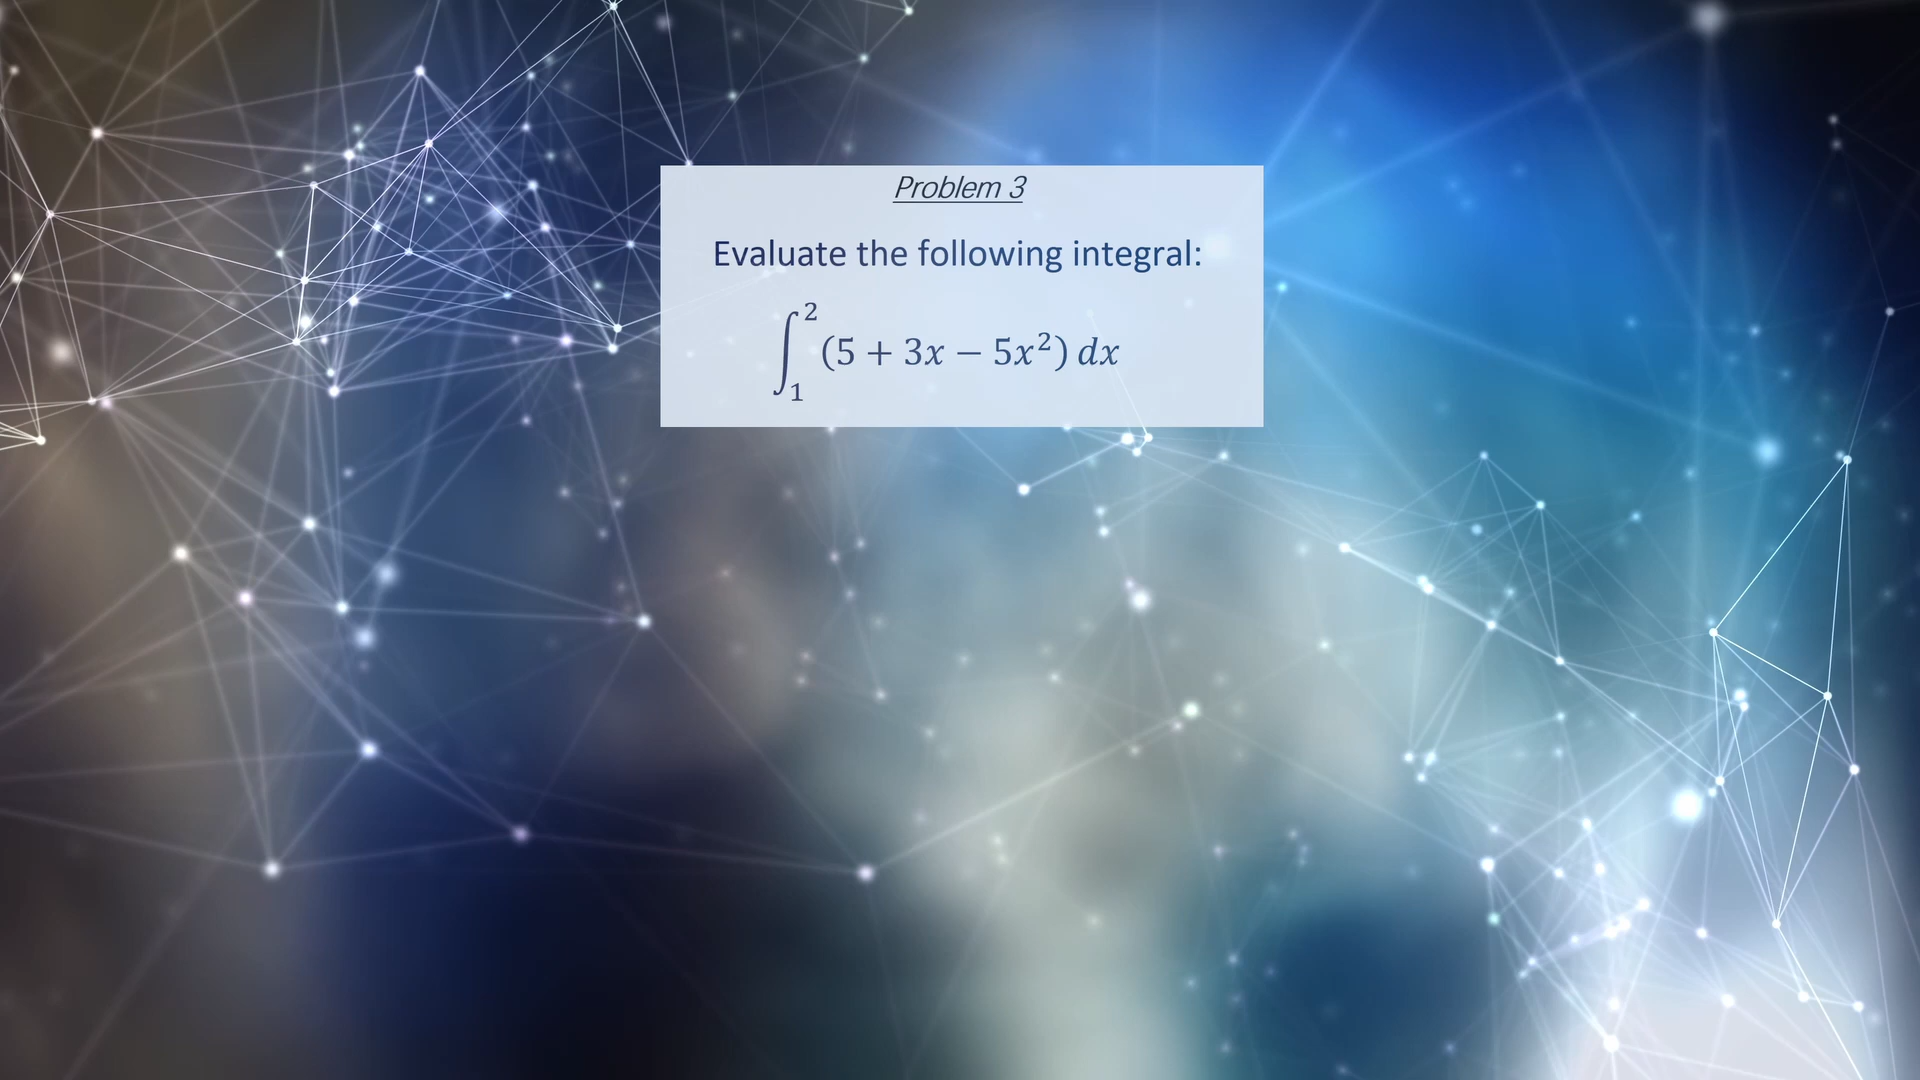 Problem 3
Evaluate the following integral:
∫₁² (5 + 3x − 5x²) dx